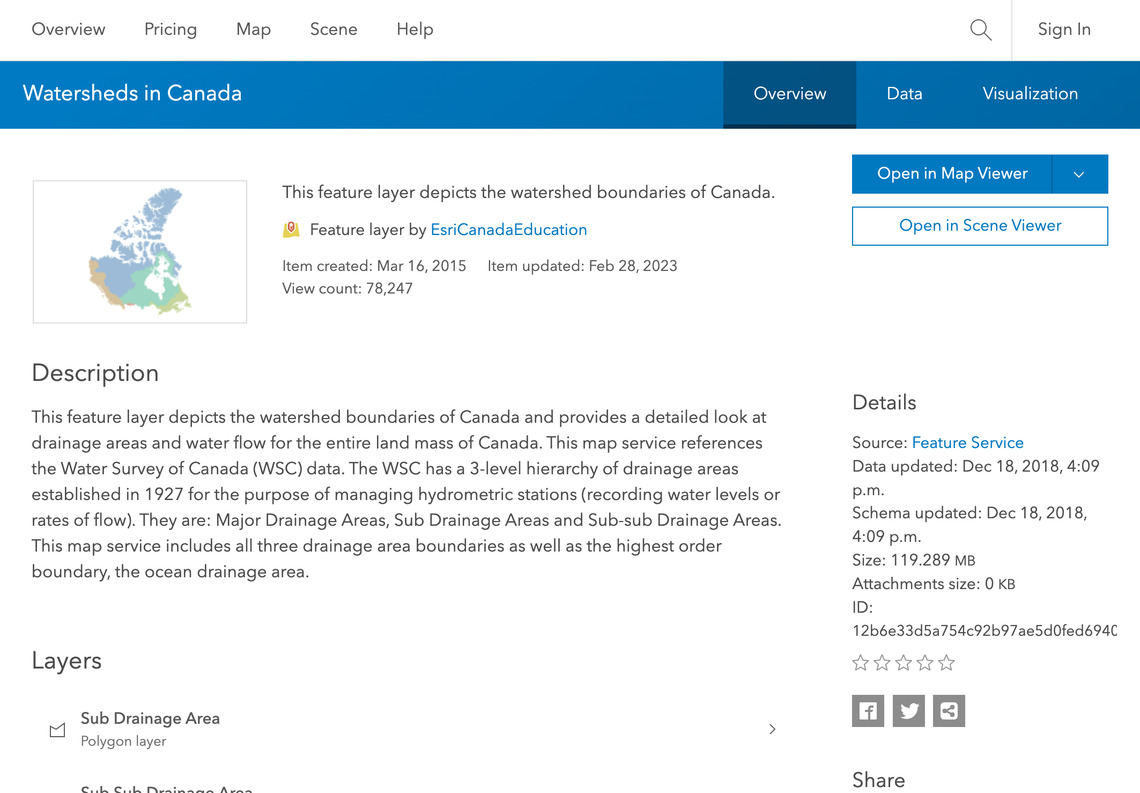 Overview Pricing Map Scene Help Sign In
Watersheds in Canada Overview Data Visualization
This feature layer depicts the watershed boundaries of Canada.
Feature layer by EsriCanadaEducation
Item created: Mar 16, 2015 Item updated: Feb 28, 2023
View count: 78,247
Open in Map Viewer
Open in Scene Viewer
Description
This feature layer depicts the watershed boundaries of Canada and provides a detailed look at
drainage areas and water flow for the entire land mass of Canada. This map service references
the Water Survey of Canada (WSC) data. The WSC has a 3-level hierarchy of drainage areas
established in 1927 for the purpose of managing hydrometric stations (recording water levels or
rates of flow). They are: Major Drainage Areas, Sub Drainage Areas and Sub-sub Drainage Areas.
This map service includes all three drainage area boundaries as well as the highest order
boundary, the ocean drainage area.
Layers
Sub Drainage Area
Polygon layer
Sub Sub Drainage Area
Details
Source: Feature Service
Data updated: Dec 18, 2018, 4:09
p.m.
Schema updated: Dec 18, 2018,
4:09 p.m.
Size: 119.289 MB
Attachments size: 0 KB
ID:
12b6e33d5a754c92b97ae5d0fed6940
Share